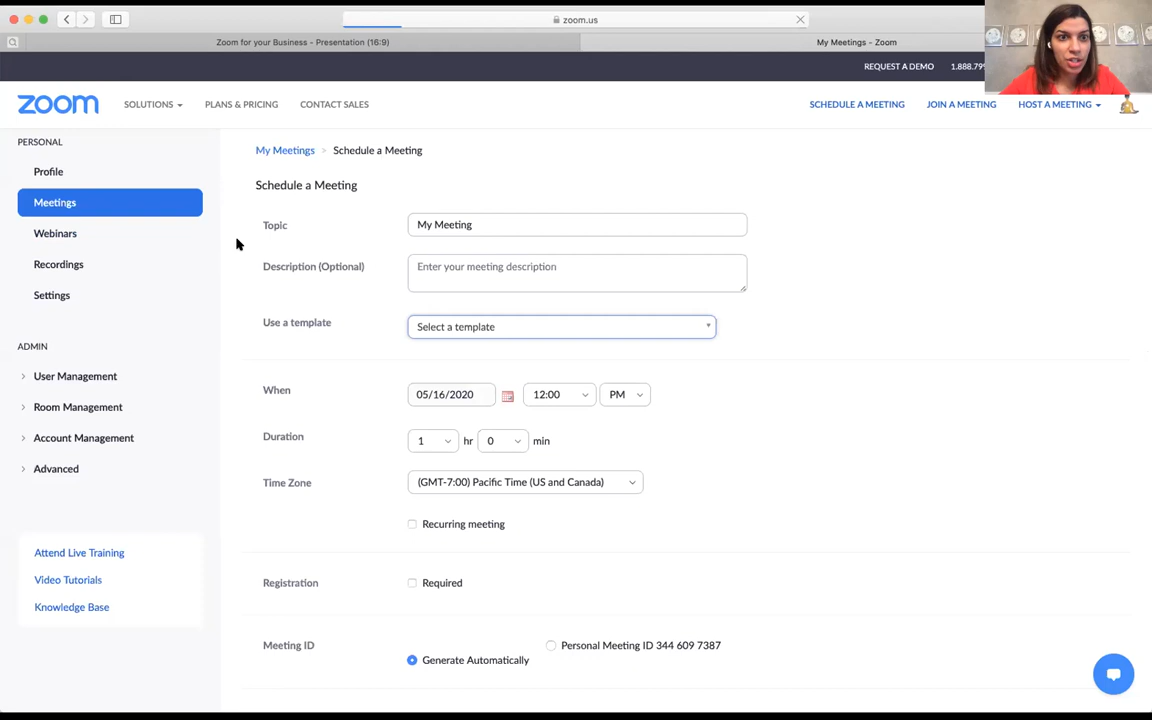 zoom.us
Zoom for your Business - Presentation (16:9)
My Meetings - Zoom
REQUEST A DEMO 1.888.79
zoom SOLUTIONS PLANS & PRICING CONTACT SALES SCHEDULE A MEETING JOIN A MEETING HOST A MEETING
PERSONAL
Profile
Meetings
Webinars
Recordings
Settings
ADMIN
User Management
Room Management
Account Management
Advanced
Attend Live Training
Video Tutorials
Knowledge Base
My Meetings > Schedule a Meeting
Schedule a Meeting
Topic My Meeting
Description (Optional) Enter your meeting description
Use a template Select a template
When 05/16/2020 12:00 PM
Duration 1 hr 0 min
Time Zone (GMT-7:00) Pacific Time (US and Canada)
Recurring meeting
Registration Required
Meeting ID Personal Meeting ID 344 609 7387
Generate Automatically